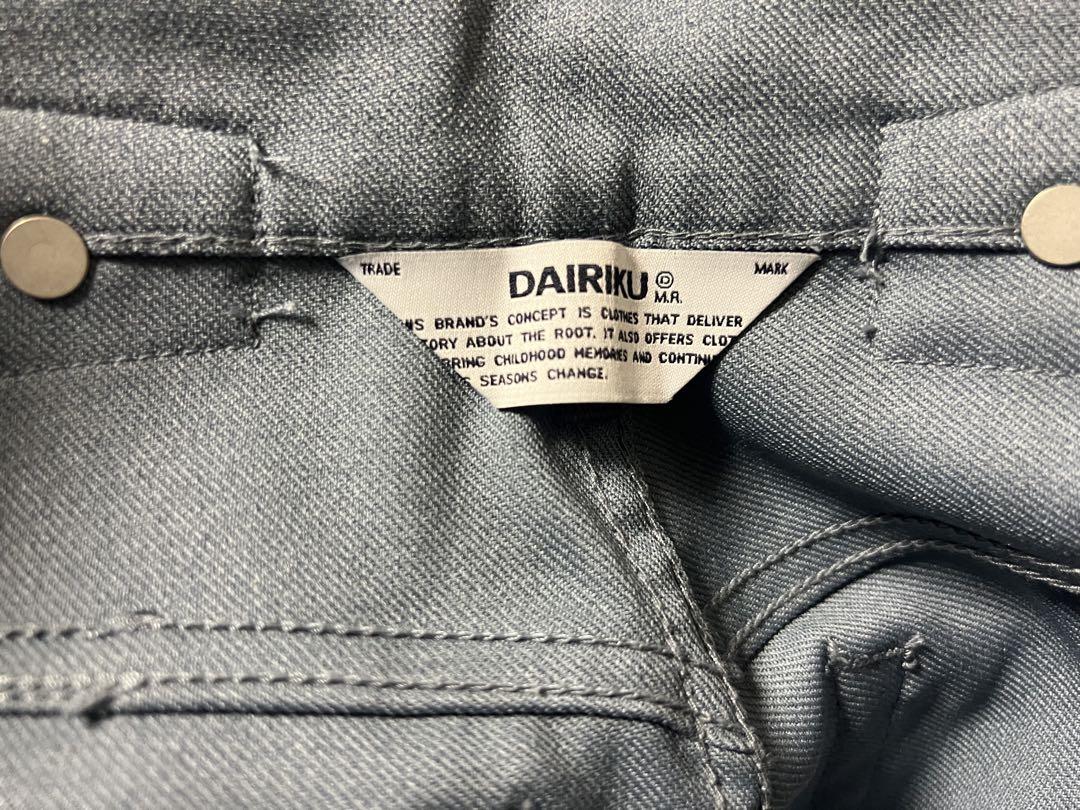 TRADE DAIRIKU © MARK
M.R.
BRAND'S CONCEPT IS CLOTHES THAT DELIVER
ABOUT THE ROOT. IT ALSO OFFERS
BRING CHILDHOOD MEMORIES AND
SEASONS CHANGE.